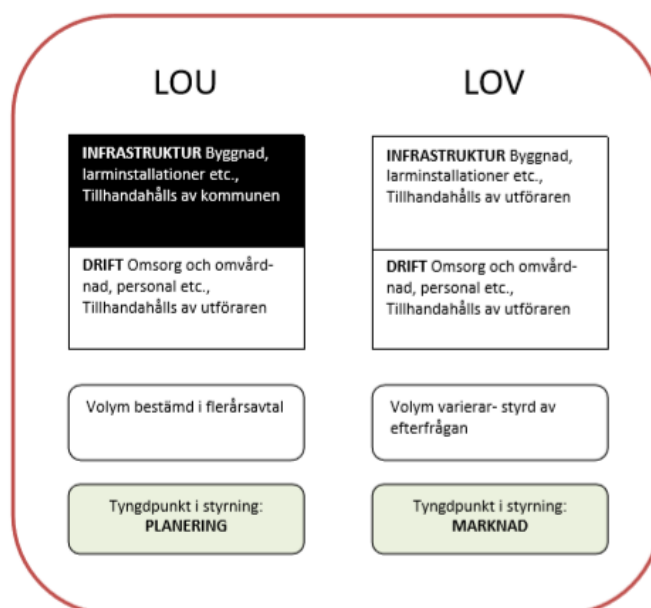 LOU
INFRASTRUKTUR Byggnad,
larminstallationer etc.,
Tillhandahålls av kommunen
DRIFT Omsorg och omvård-
nad, personal etc.,
Tillhandahålls av utföraren
Volym bestämd i flerårsavtal
Tyngdpunkt i styrning:
PLANERING
LOV
INFRASTRUKTUR Byggnad,
larminstallationer etc.,
Tillhandahålls av utföraren
DRIFT Omsorg och omvård-
nad, personal etc.,
Tillhandahålls av utföraren
Volym varierar- styrd av
efterfrågan
Tyngdpunkt i styrning:
MARKNAD